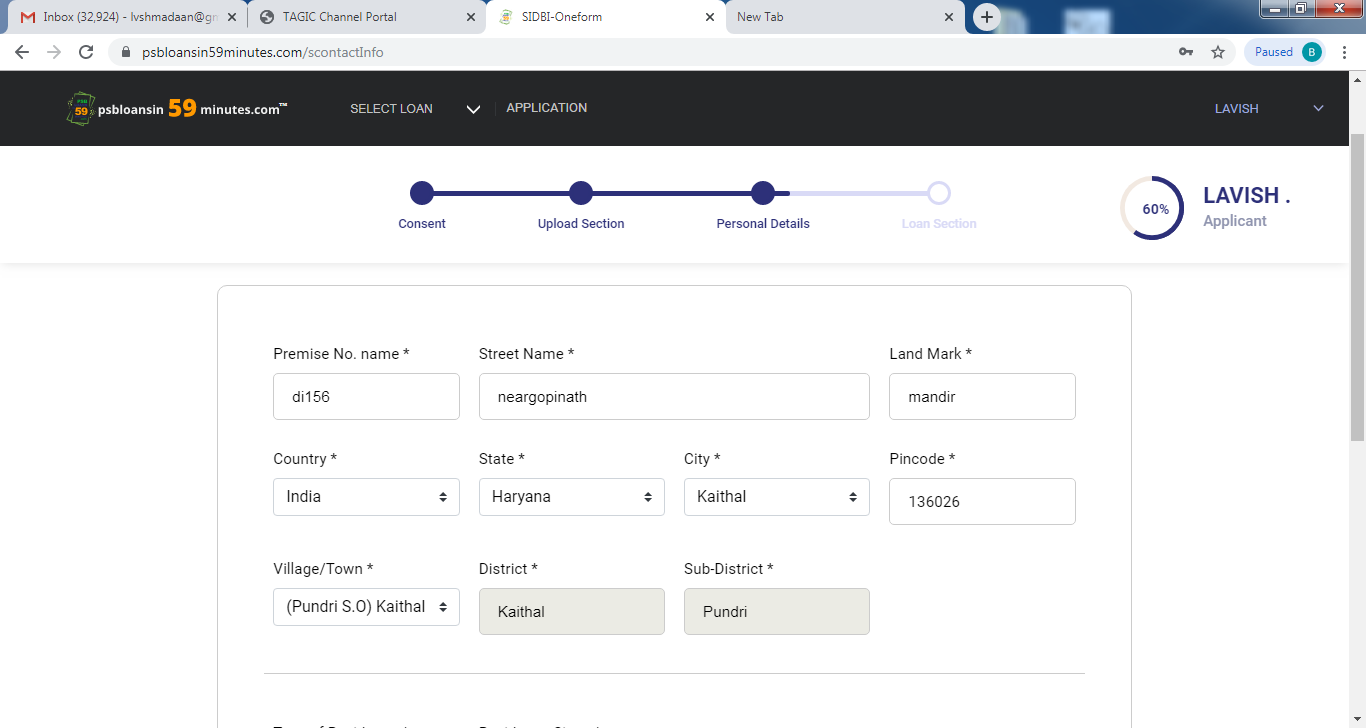 Inbox (32,924) - lvshmadaan@gm
TAGIC Channel Portal
SIDBI-Oneform
New Tab
psbloansin59minutes.com/scontactInfo
Paused B
PSB 59 psbloansin 59 minutes.com™
SELECT LOAN
APPLICATION
LAVISH
Consent
Upload Section
Personal Details
Loan Section
60%
LAVISH .
Applicant
Premise No. name * Street Name * Land Mark *
di156 neargopinath mandir
Country * State * City * Pincode *
India Haryana Kaithal 136026
Village/Town * District * Sub-District *
(Pundri S.O) Kaithal Kaithal Pundri